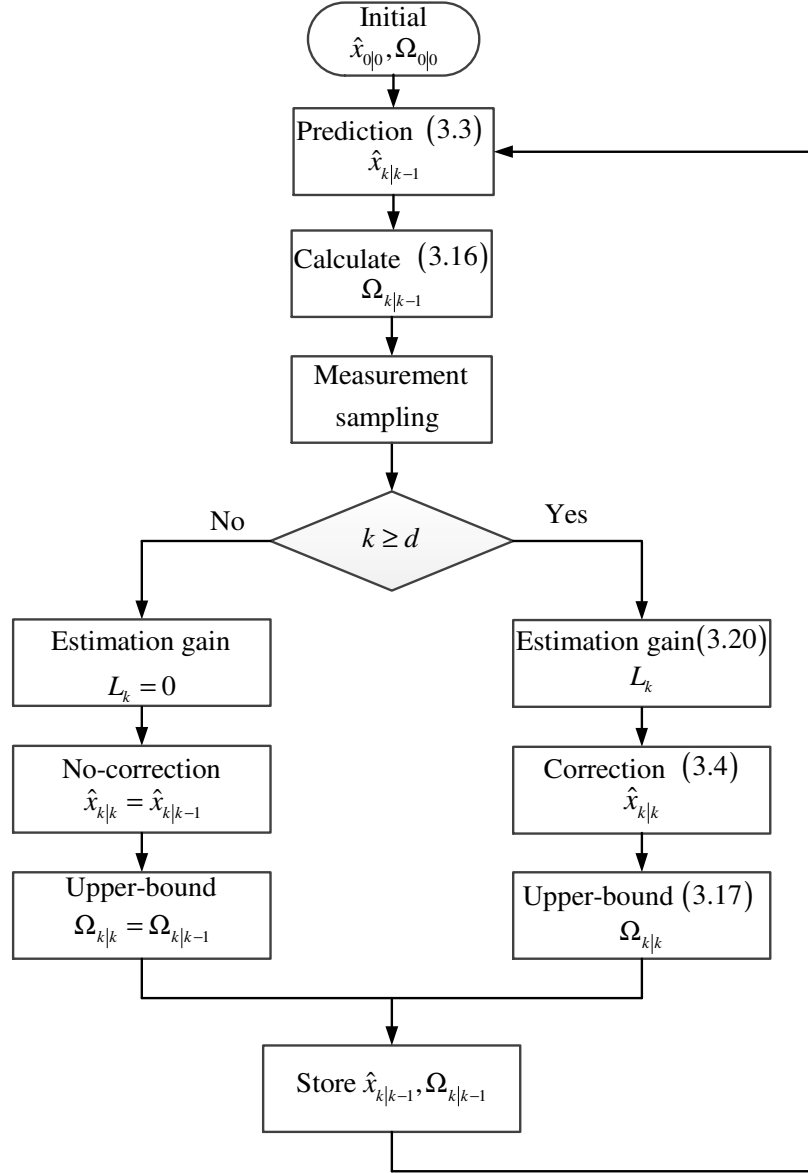 Initial
x̂₀|₀, Ω₀|₀
Prediction (3.3)
x̂ₖ|ₖ₋₁
Calculate (3.16)
Ωₖ|ₖ₋₁
Measurement
sampling
k ≥ d
No
Yes
Estimation gain
Lₖ = 0
No-correction
x̂ₖ|ₖ = x̂ₖ|ₖ₋₁
Upper-bound
Ωₖ|ₖ = Ωₖ|ₖ₋₁
Estimation gain(3.20)
Lₖ
Correction (3.4)
x̂ₖ|ₖ
Upper-bound (3.17)
Ωₖ|ₖ
Store x̂ₖ|ₖ₋₁, Ωₖ|ₖ₋₁